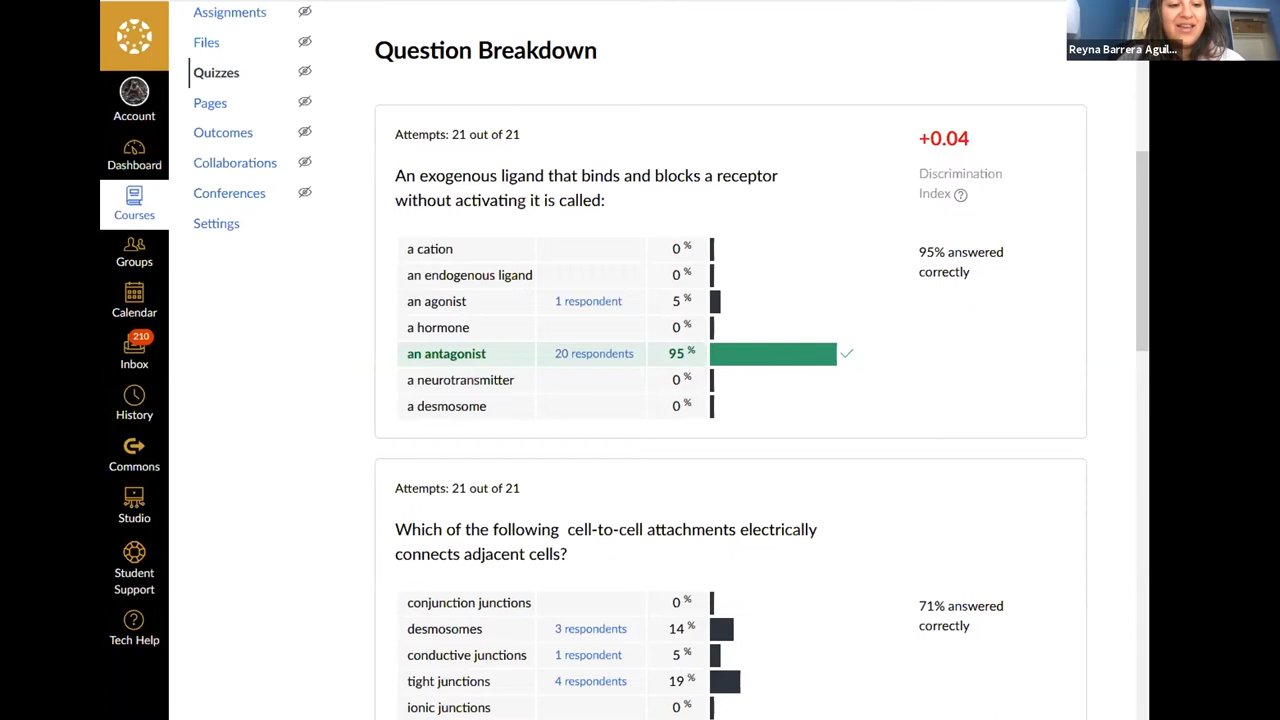 Assignments
Files
Quizzes
Pages
Outcomes
Collaborations
Conferences
Settings
Account
Dashboard
Courses
Groups
Calendar
210
Inbox
History
Commons
Studio
Student
Support
Tech Help
Reyna Barrera Aguil...
Question Breakdown
Attempts: 21 out of 21
+0.04
Discrimination
Index ?
An exogenous ligand that binds and blocks a receptor
without activating it is called:
a cation 0 %
an endogenous ligand 0 %
an agonist 1 respondent 5 %
a hormone 0 %
an antagonist 20 respondents 95 %
a neurotransmitter 0 %
a desmosome 0 %
95% answered
correctly
Attempts: 21 out of 21
Which of the following cell-to-cell attachments electrically
connects adjacent cells?
conjunction junctions 0 %
desmosomes 3 respondents 14 %
conductive junctions 1 respondent 5 %
tight junctions 4 respondents 19 %
ionic junctions 0 %
71% answered
correctly